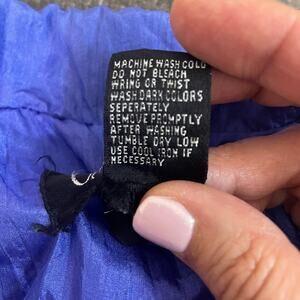 MACHINE WASH COLD
DO NOT BLEACH
WRING OR TWIST
WASH DARK COLORS
SEPERATELY
REMOVE PROMPTLY
AFTER WASHING
TUMBLE DRY LOW
USE COOL IRON IF
NECESSARY